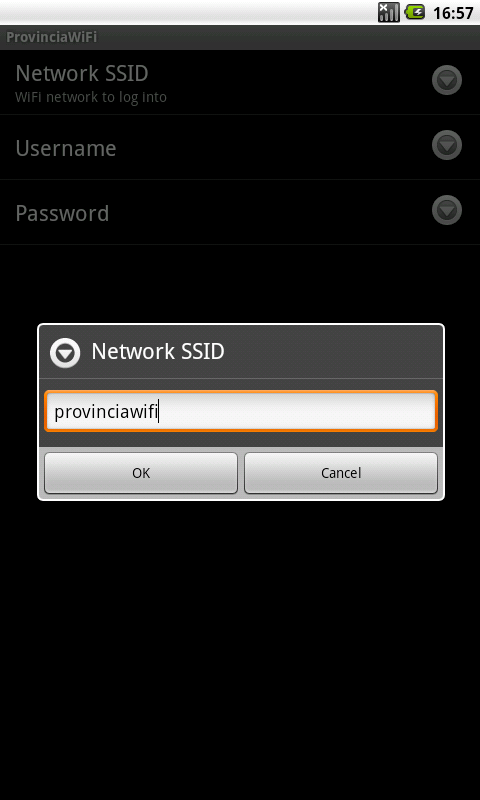 16:57
ProvinciaWiFi
Network SSID
WiFi network to log into
Username
Password
Network SSID
provinciawifi
OK
Cancel